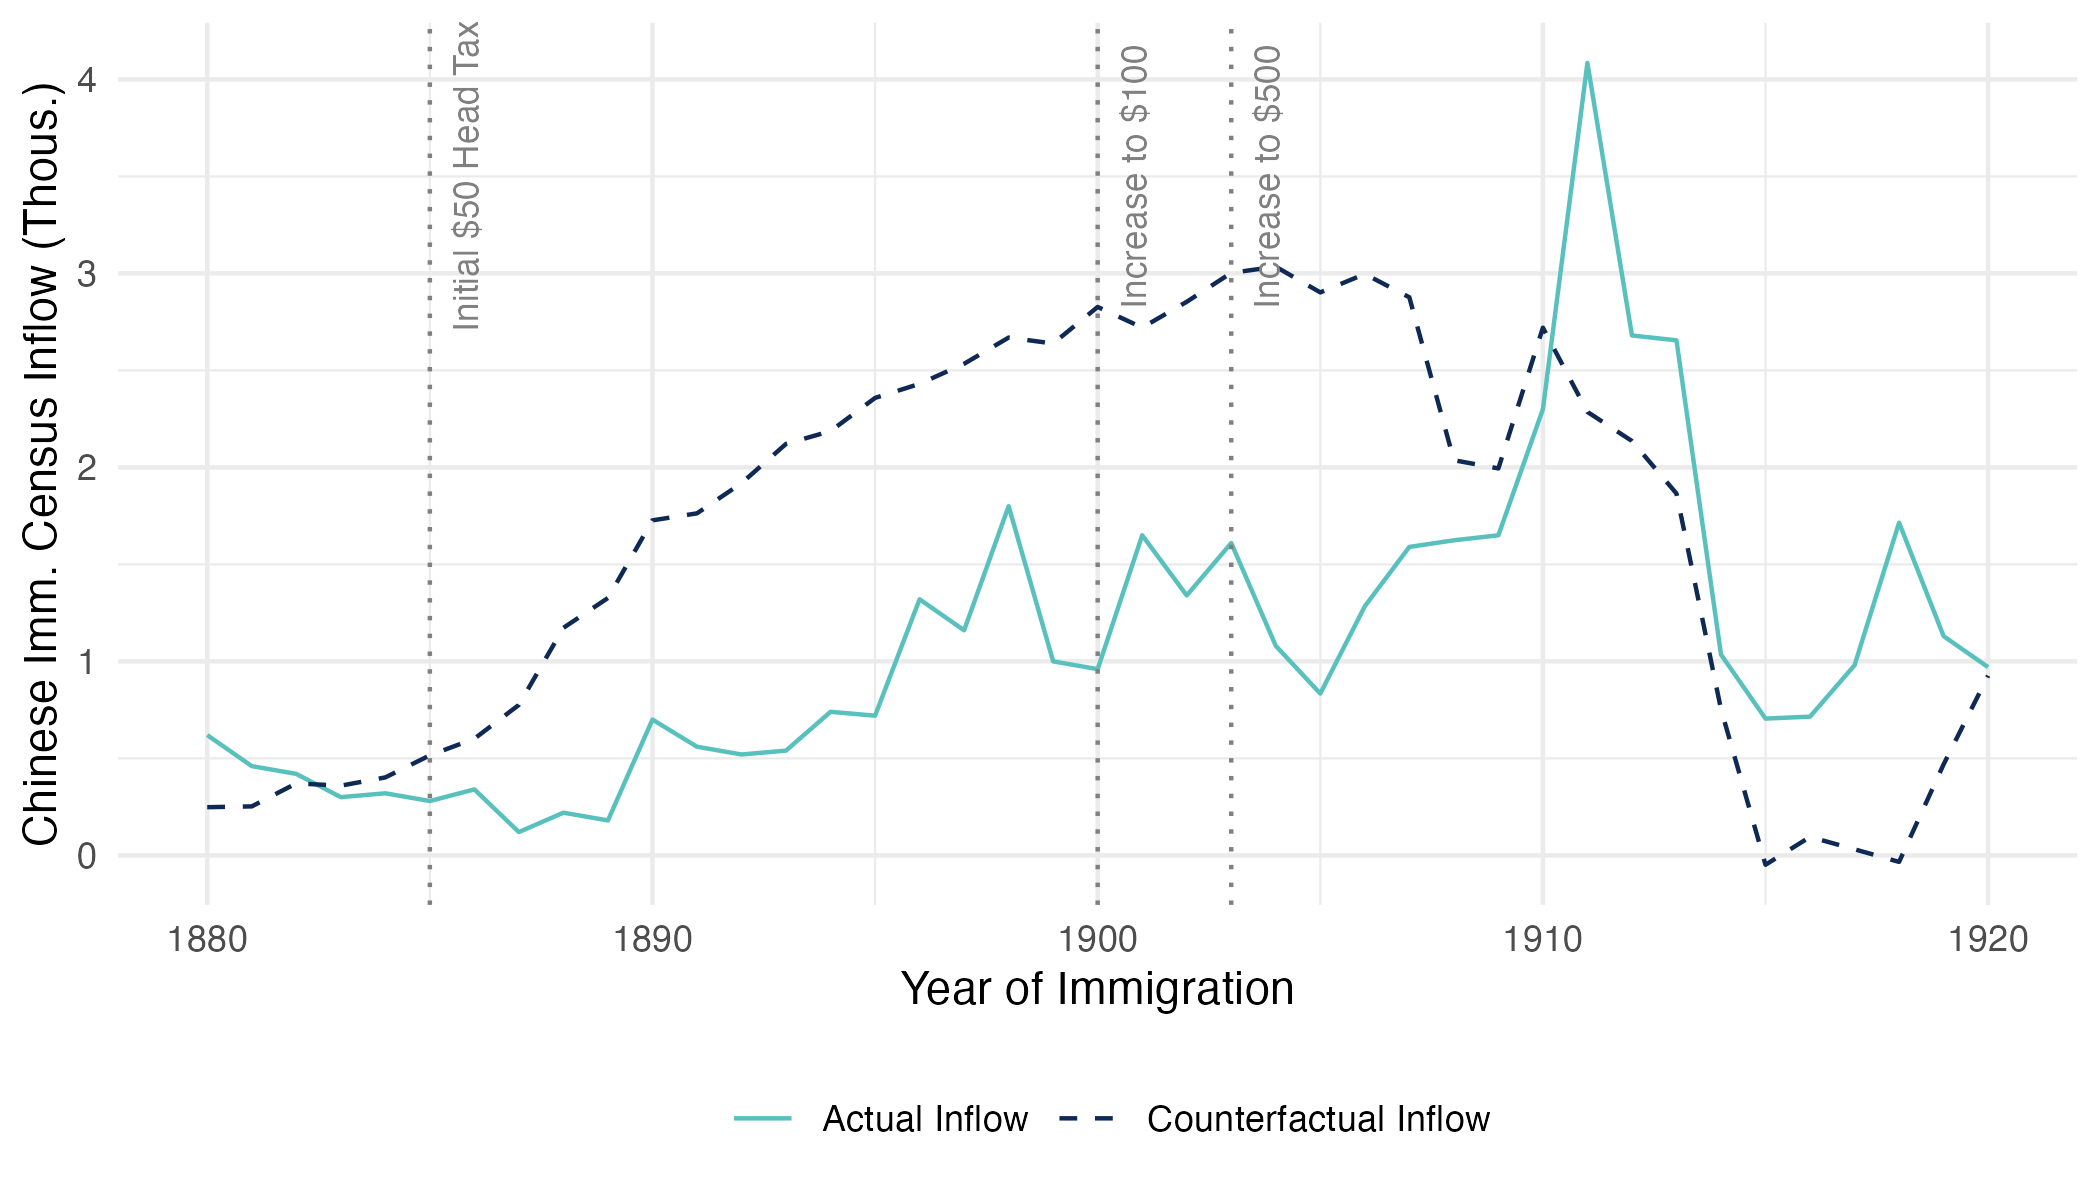 Chinese Imm. Census Inflow (Thous.)
4
3
2
1
0
Initial $50 Head Tax
Increase to $100
Increase to $500
1880 1890 1900 1910 1920
Year of Immigration
Actual Inflow Counterfactual Inflow